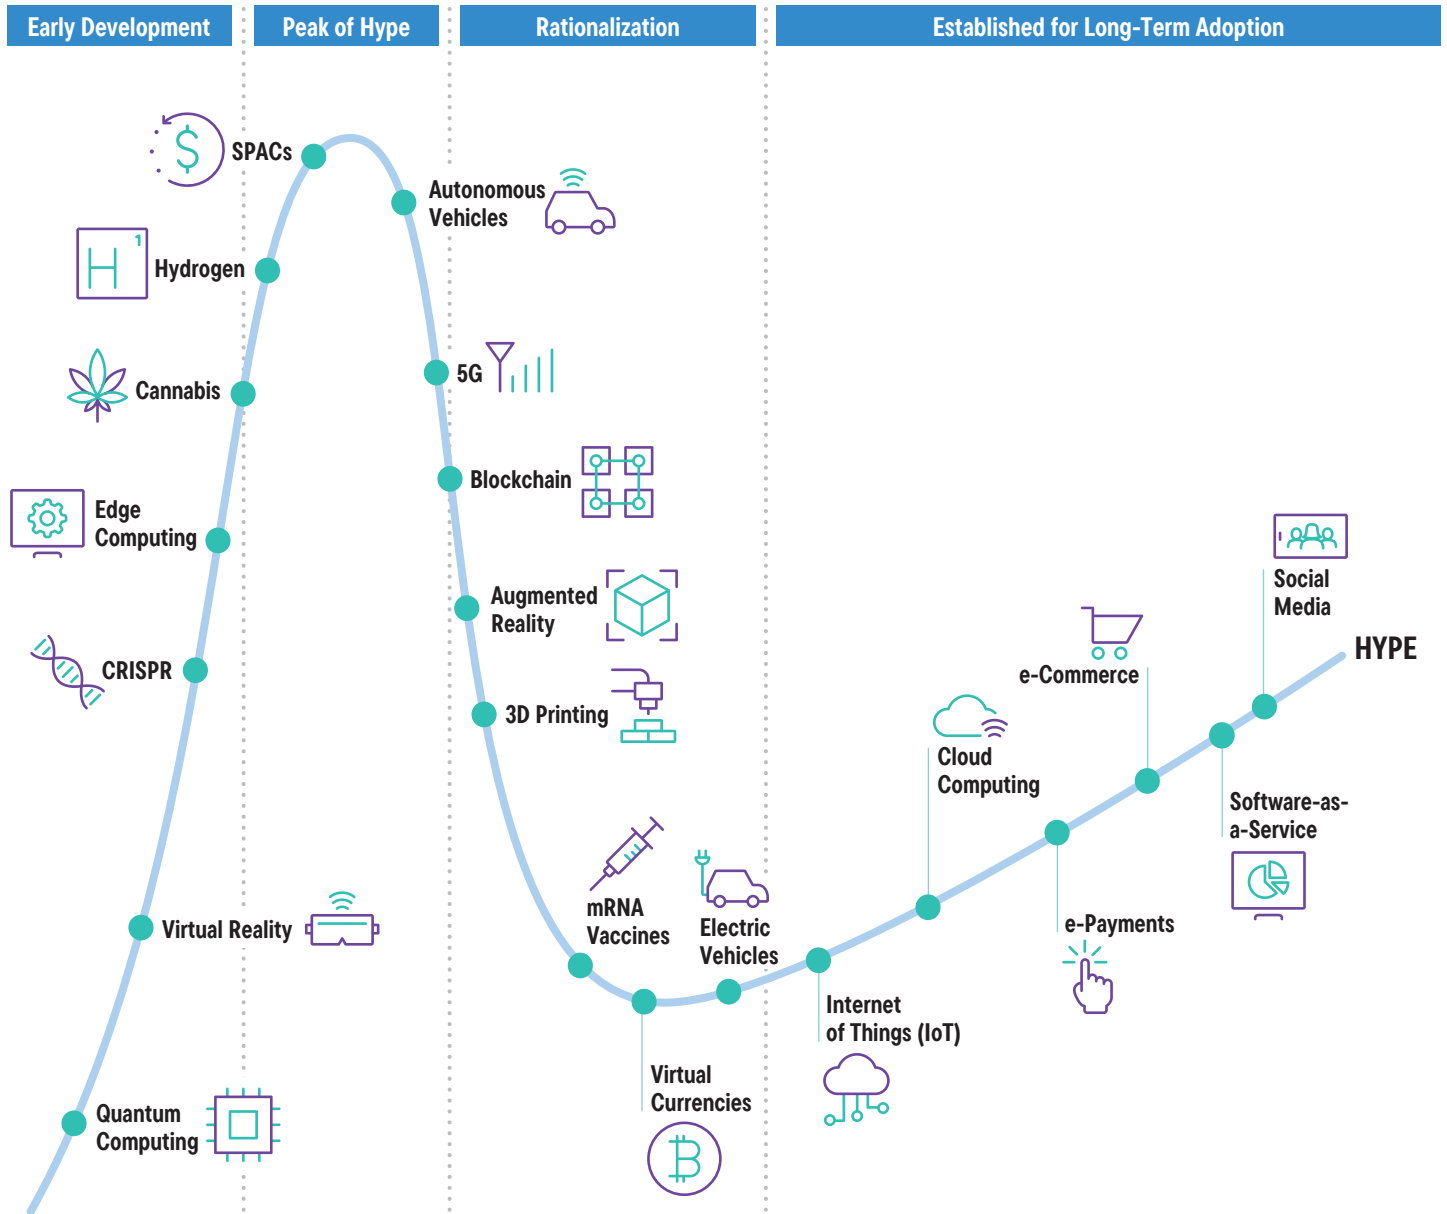 Early Development
Peak of Hype
Rationalization
Established for Long-Term Adoption
SPACs
Autonomous
Vehicles
H 1
Hydrogen
5G
Cannabis
Blockchain
Edge
Computing
Augmented
Reality
Social
Media
HYPE
CRISPR
3D Printing
e-Commerce
Cloud
Computing
Software-as-
a-Service
mRNA
Vaccines
Electric
Vehicles
Virtual Reality
e-Payments
Internet
of Things (IoT)
Virtual
Currencies
Quantum
Computing